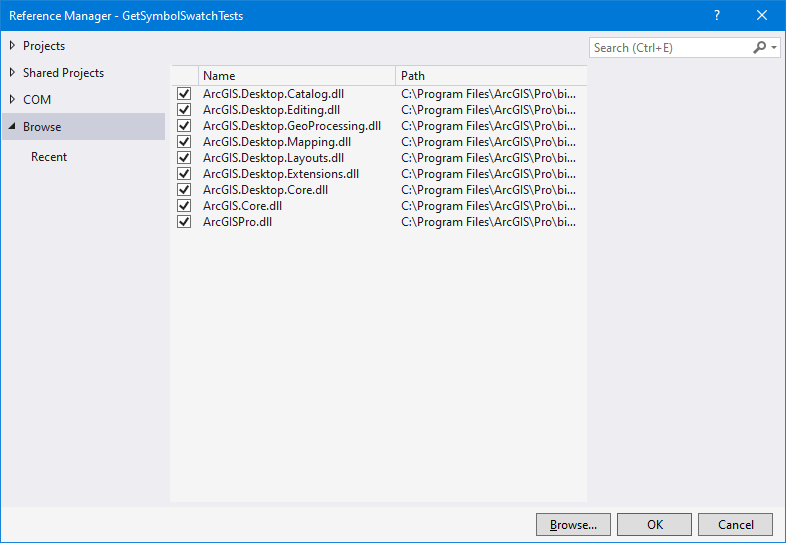 Reference Manager - GetSymbolSwatchTests ?
Projects
Shared Projects
COM
Browse
Recent
Search (Ctrl+E)
Name Path
ArcGIS.Desktop.Catalog.dll C:\Program Files\ArcGIS\Pro\bi...
ArcGIS.Desktop.Editing.dll C:\Program Files\ArcGIS\Pro\bi...
ArcGIS.Desktop.GeoProcessing.dll C:\Program Files\ArcGIS\Pro\bi...
ArcGIS.Desktop.Mapping.dll C:\Program Files\ArcGIS\Pro\bi...
ArcGIS.Desktop.Layouts.dll C:\Program Files\ArcGIS\Pro\bi...
ArcGIS.Desktop.Extensions.dll C:\Program Files\ArcGIS\Pro\bi...
ArcGIS.Desktop.Core.dll C:\Program Files\ArcGIS\Pro\bi...
ArcGIS.Core.dll C:\Program Files\ArcGIS\Pro\bi...
ArcGISPro.dll C:\Program Files\ArcGIS\Pro\bi...
Browse... OK Cancel